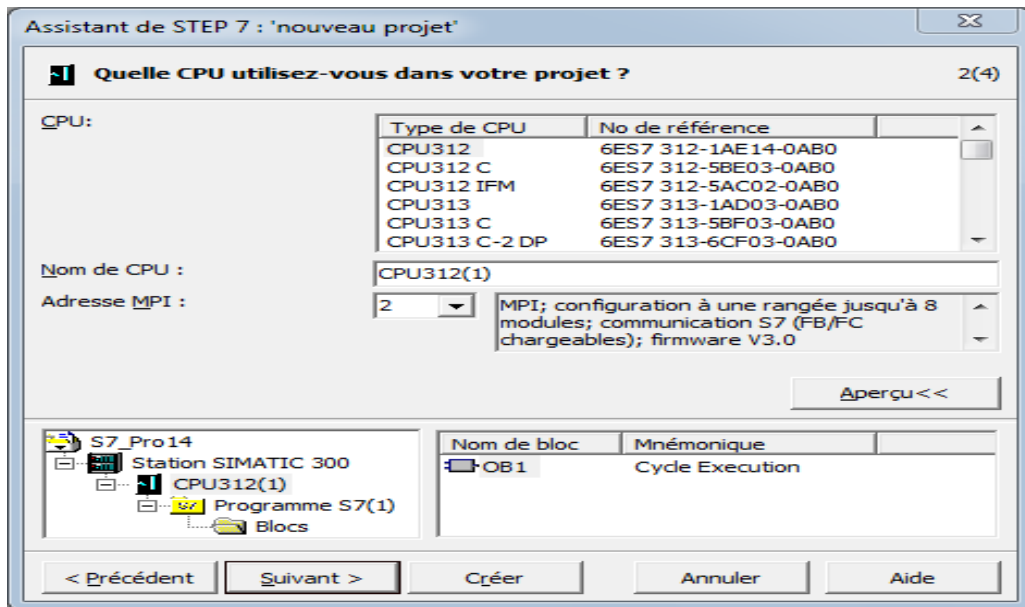 Assistant de STEP 7 : 'nouveau projet'
Quelle CPU utilisez-vous dans votre projet ? 2(4)
CPU:
Type de CPU No de référence
CPU312 6ES7 312-1AE14-0AB0
CPU312 C 6ES7 312-5BE03-0AB0
CPU312 IFM 6ES7 312-5AC02-0AB0
CPU313 6ES7 313-1AD03-0AB0
CPU313 C 6ES7 313-5BF03-0AB0
CPU313 C-2 DP 6ES7 313-6CF03-0AB0
Nom de CPU : CPU312(1)
Adresse MPI : 2
MPI; configuration à une rangée jusqu'à 8
modules; communication S7 (FB/FC
chargeables); firmware V3.0
Aperçu<<
S7_Pro14
Station SIMATIC 300
CPU312(1)
Programme S7(1)
Blocs
Nom de bloc Mnémonique
OB1 Cycle Execution
< Précédent Suivant > Créer Annuler Aide